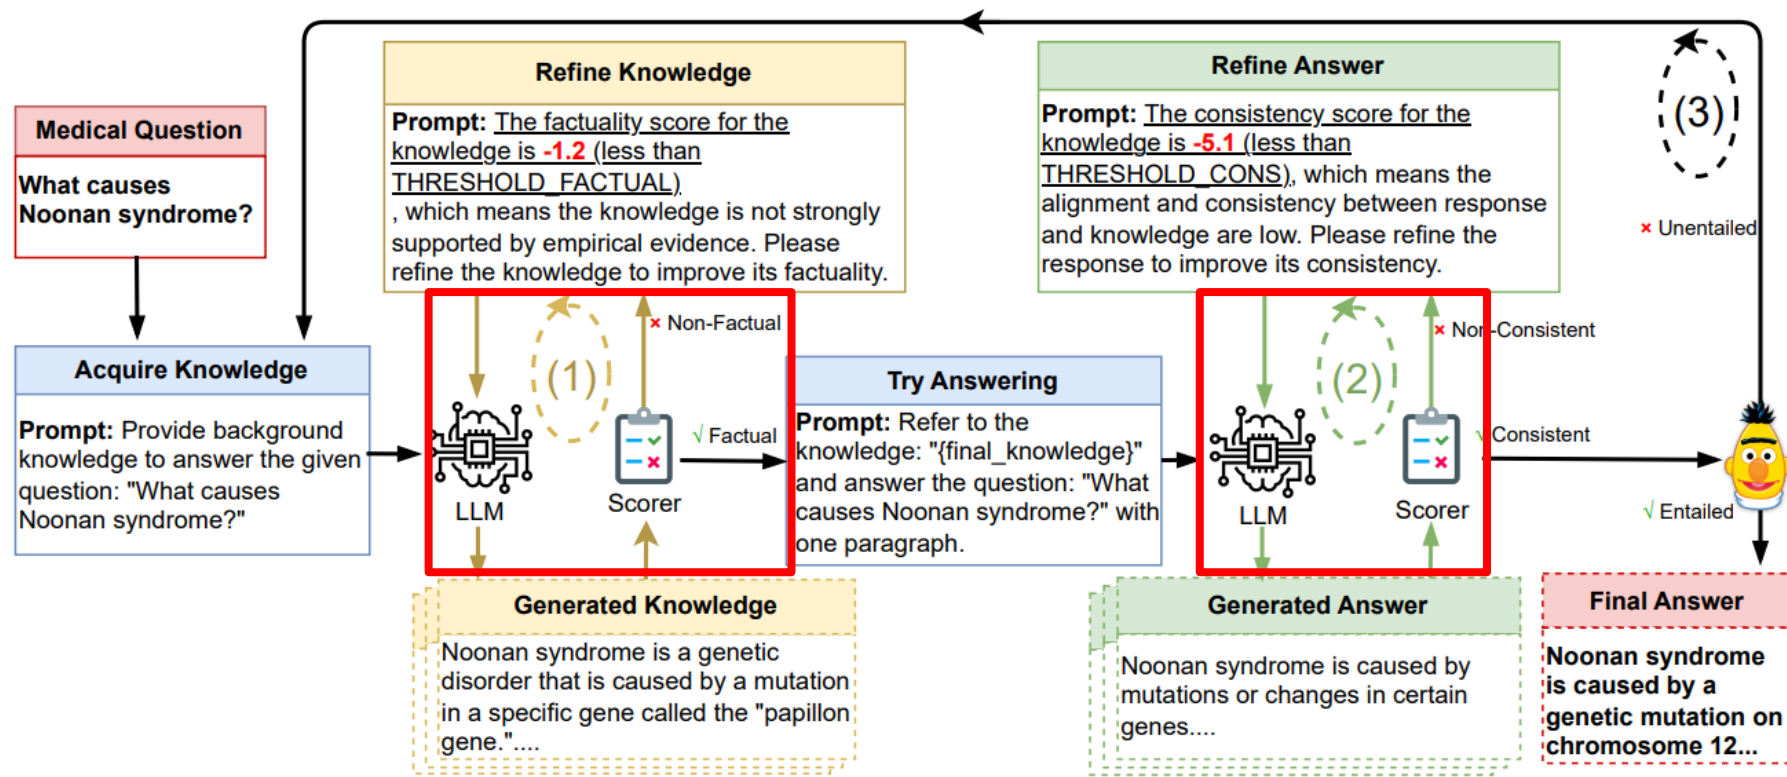 Medical Question
What causes
Noonan syndrome?
Acquire Knowledge
Prompt: Provide background
knowledge to answer the given
question: "What causes
Noonan syndrome?"
Refine Knowledge
Prompt: The factuality score for the
knowledge is -1.2 (less than
THRESHOLD_FACTUAL)
, which means the knowledge is not strongly
supported by empirical evidence. Please
refine the knowledge to improve its factuality.
(1)
× Non-Factual
√ Factual
LLM
Scorer
Generated Knowledge
Noonan syndrome is a genetic
disorder that is caused by a mutation
in a specific gene called the "papillon
gene."....
Try Answering
Prompt: Refer to the
knowledge: "{final_knowledge}"
and answer the question: "What
causes Noonan syndrome?" with
one paragraph.
Refine Answer
Prompt: The consistency score for the
knowledge is -5.1 (less than
THRESHOLD_CONS), which means the
alignment and consistency between response
and knowledge are low. Please refine the
response to improve its consistency.
(2)
× Non-Consistent
√ Consistent
LLM
Scorer
Generated Answer
Noonan syndrome is caused by
mutations or changes in certain
genes....
(3)
× Unentailed
√ Entailed
Final Answer
Noonan syndrome
is caused by a
genetic mutation on
chromosome 12...